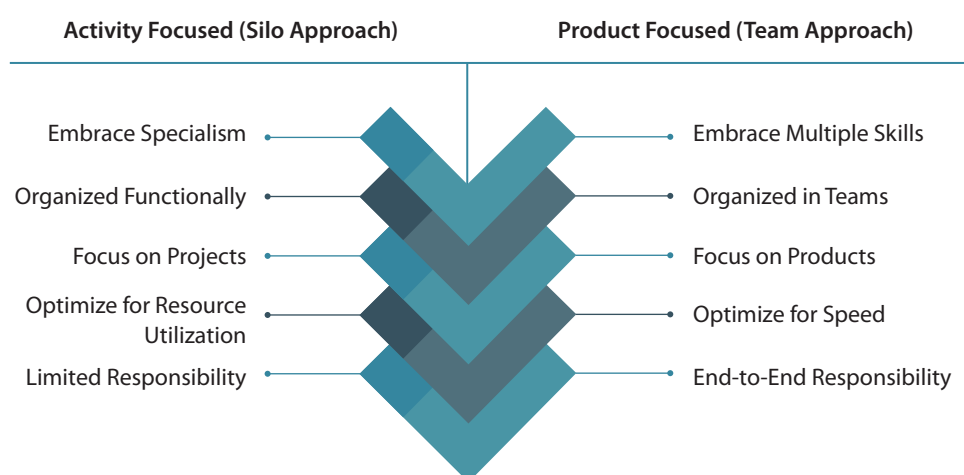 Activity Focused (Silo Approach)
Product Focused (Team Approach)
Embrace Specialism
Embrace Multiple Skills
Organized Functionally
Organized in Teams
Focus on Projects
Focus on Products
Optimize for Resource
Utilization
Optimize for Speed
Limited Responsibility
End-to-End Responsibility